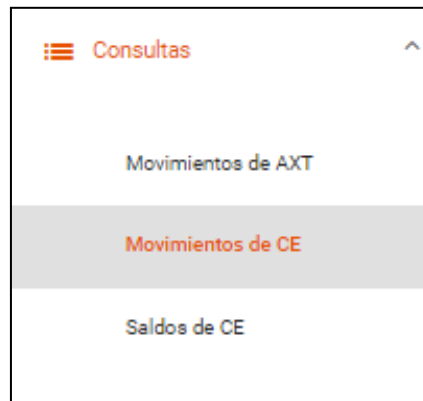 Consultas
Movimientos de AXT
Movimientos de CE
Saldos de CE